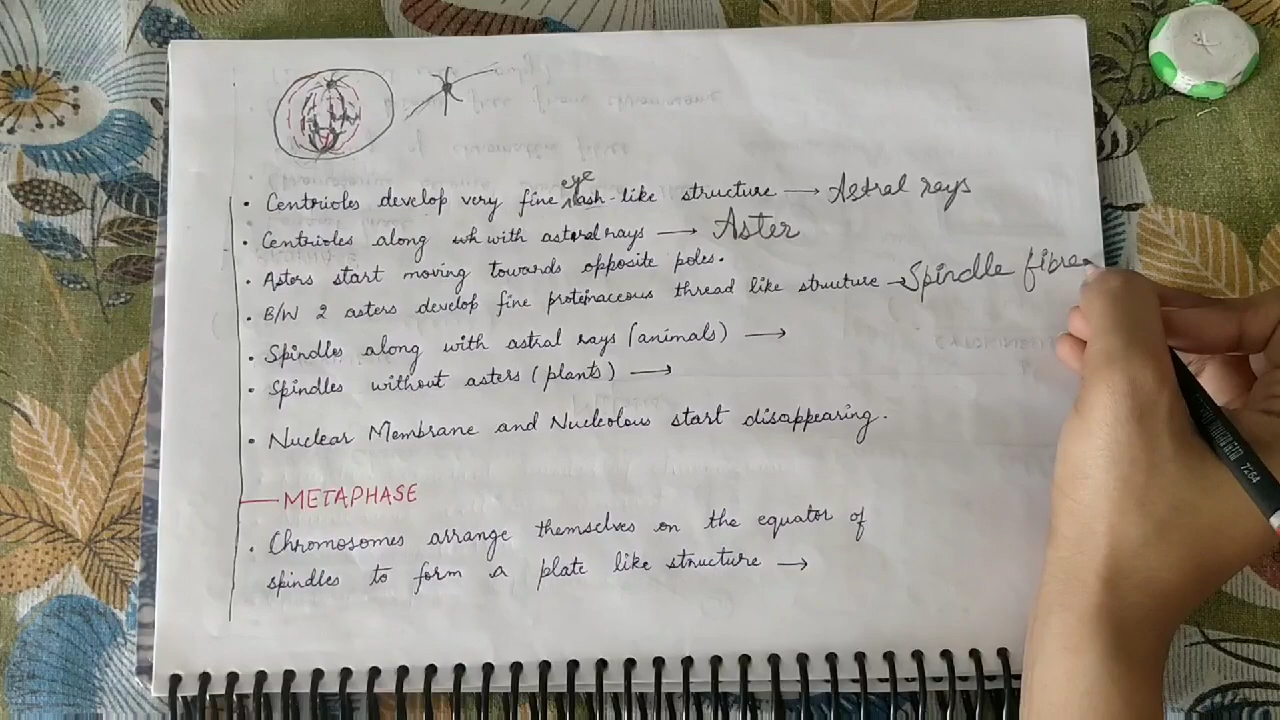 eye
• Centrioles develop very fine lash-like structure → Astral rays
• Centrioles along with astral rays → Aster
• Asters start moving towards opposite poles.
• B/W 2 asters develop fine proteinaceous thread like structure → Spindle fibre
• Spindles along with astral rays (animals) →
• Spindles without asters (plants) →
• Nuclear Membrane and Nucleolous start disappearing.
METAPHASE
• Chromosomes arrange themselves on the equator of
spindles to form a plate like structure →
7264